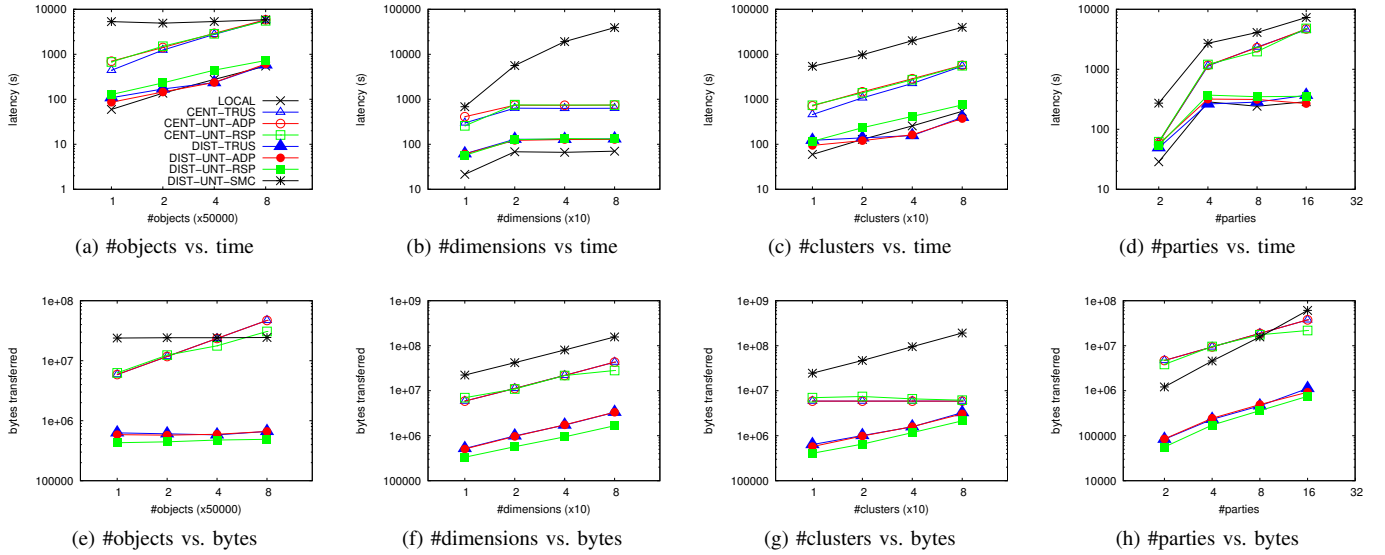 10000
1000
100
10
1
latency (s)
LOCAL
CENT-TRUS
CENT-UNT-ADP
CENT-UNT-RSP
DIST-TRUS
DIST-UNT-ADP
DIST-UNT-RSP
DIST-UNT-SMC
1 2 4 8
#objects (x50000)
(a) #objects vs. time
100000
10000
1000
100
10
latency (s)
1 2 4 8
#dimensions (x10)
(b) #dimensions vs time
100000
10000
1000
100
10
latency (s)
1 2 4 8
#clusters (x10)
(c) #clusters vs. time
10000
1000
100
10
latency (s)
2 4 8 16 32
#parties
(d) #parties vs. time
1e+08
1e+07
1e+06
100000
bytes transferred
1 2 4 8
#objects (x50000)
(e) #objects vs. bytes
1e+09
1e+08
1e+07
1e+06
100000
bytes transferred
1 2 4 8
#dimensions (x10)
(f) #dimensions vs. bytes
1e+09
1e+08
1e+07
1e+06
100000
bytes transferred
1 2 4 8
#clusters (x10)
(g) #clusters vs. bytes
1e+08
1e+07
1e+06
100000
10000
bytes transferred
2 4 8 16 32
#parties
(h) #parties vs. bytes